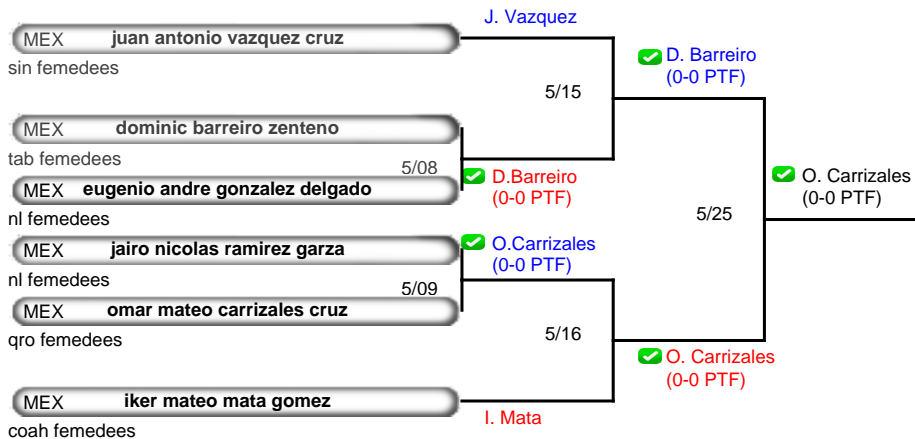 J. Vazquez
MEX juan antonio vazquez cruz
sin femedees
D. Barreiro
(0-0 PTF)
5/15
MEX dominic barreiro zenteno
tab femedees
5/08
D.Barreiro
(0-0 PTF)
MEX eugenio andre gonzalez delgado
nl femedees
O. Carrizales
(0-0 PTF)
5/25
MEX jairo nicolas ramirez garza
nl femedees
O.Carrizales
(0-0 PTF)
5/09
MEX omar mateo carrizales cruz
qro femedees
5/16
O. Carrizales
(0-0 PTF)
MEX iker mateo mata gomez
coah femedees
I. Mata